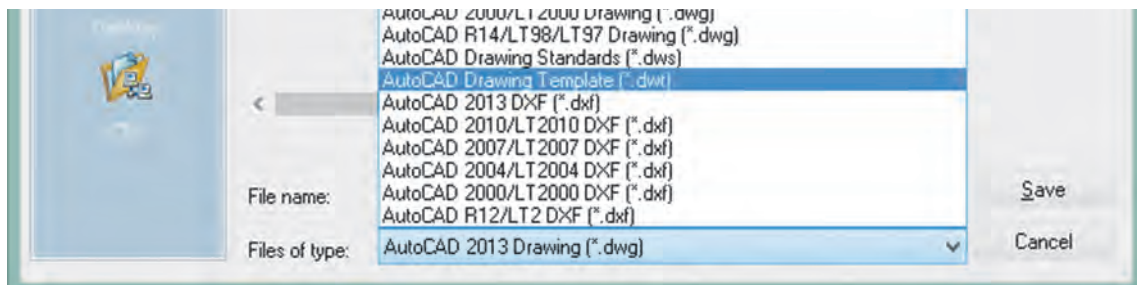 AutoCAD 2000/LT2000 Drawing (*.dwg)
AutoCAD R14/LT98/LT97 Drawing (*.dwg)
AutoCAD Drawing Standards (*.dws)
AutoCAD Drawing Template (*.dwt)
AutoCAD 2013 DXF (*.dxf)
AutoCAD 2010/LT2010 DXF (*.dxf)
AutoCAD 2007/LT2007 DXF (*.dxf)
AutoCAD 2004/LT2004 DXF (*.dxf)
File name:
AutoCAD 2000/LT2000 DXF (*.dxf)
Save
AutoCAD R12/LT2 DXF (*.dxf)
Files of type:
AutoCAD 2013 Drawing (*.dwg)
Cancel